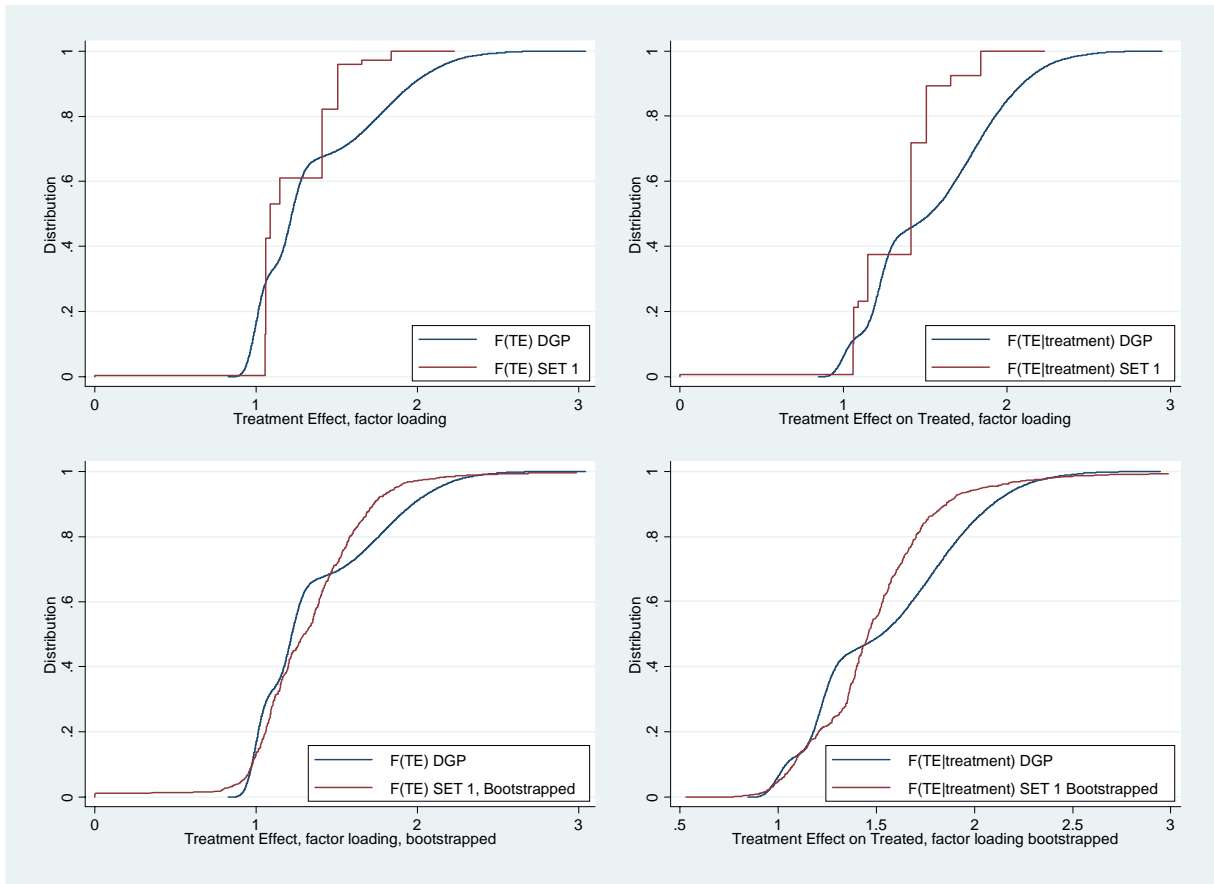 Distribution
1
.8
.6
.4
.2
0
F(TE) DGP
F(TE) SET 1
0
1
2
3
Treatment Effect, factor loading
Distribution
1
.8
.6
.4
.2
0
F(TE|treatment) DGP
F(TE|treatment) SET 1
0
1
2
3
Treatment Effect on Treated, factor loading
Distribution
1
.8
.6
.4
.2
0
F(TE) DGP
F(TE) SET 1, Bootstrapped
0
1
2
3
Treatment Effect, factor loading, bootstrapped
Distribution
1
.8
.6
.4
.2
0
F(TE|treatment) DGP
F(TE|treatment) SET 1 Bootstrapped
.5
1
1.5
2
2.5
3
Treatment Effect on Treated, factor loading bootstrapped